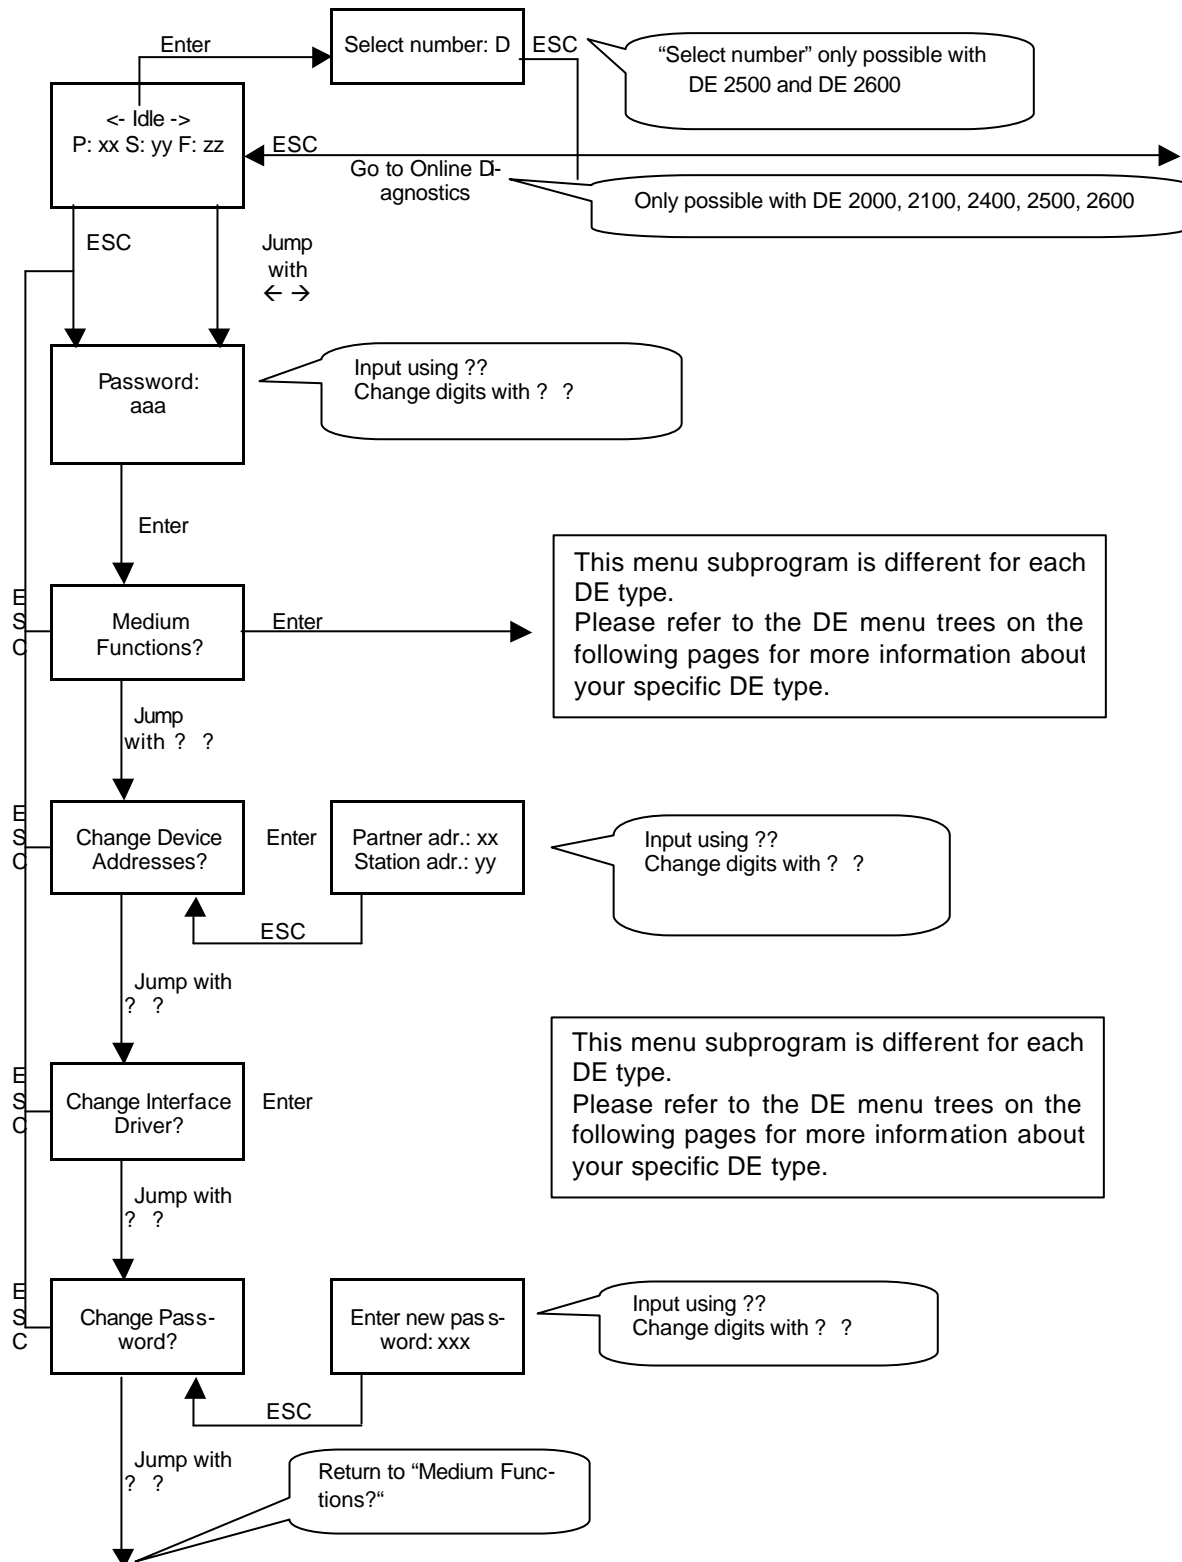 Enter
Select number: D
ESC
“Select number” only possible with
DE 2500 and DE 2600
<- Idle ->
P: xx S: yy F: zz
ESC
Go to Online Di-
agnostics
Only possible with DE 2000, 2100, 2400, 2500, 2600
ESC
Jump
with
← →
Password:
aaa
Input using ??
Change digits with ? ?
Enter
ESC
Medium
Functions?
Enter
This menu subprogram is different for each
DE type.
Please refer to the DE menu trees on the
following pages for more information about
your specific DE type.
Jump
with ? ?
ESC
Change Device
Addresses?
Enter
Partner adr.: xx
Station adr.: yy
Input using ??
Change digits with ? ?
ESC
Jump with
? ?
ESC
Change Interface
Driver?
Enter
This menu subprogram is different for each
DE type.
Please refer to the DE menu trees on the
following pages for more information about
your specific DE type.
Jump with
? ?
ESC
Change Pass-
word?
Enter new pass-
word: xxx
Input using ??
Change digits with ? ?
ESC
Jump with
? ?
Return to “Medium Func-
tions?“